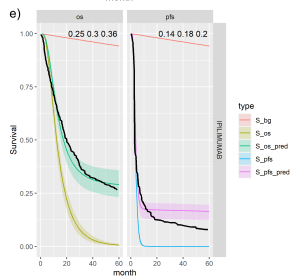 month
e)
os
pfs
0.25 0.3 0.36
0.14 0.18 0.2
1.00
0.75
0.50
0.25
0.00
Survival
0 20 40 60 0 20 40 60
month
IPILIMUMAB
type
S_bg
S_os
S_os_pred
S_pfs
S_pfs_pred